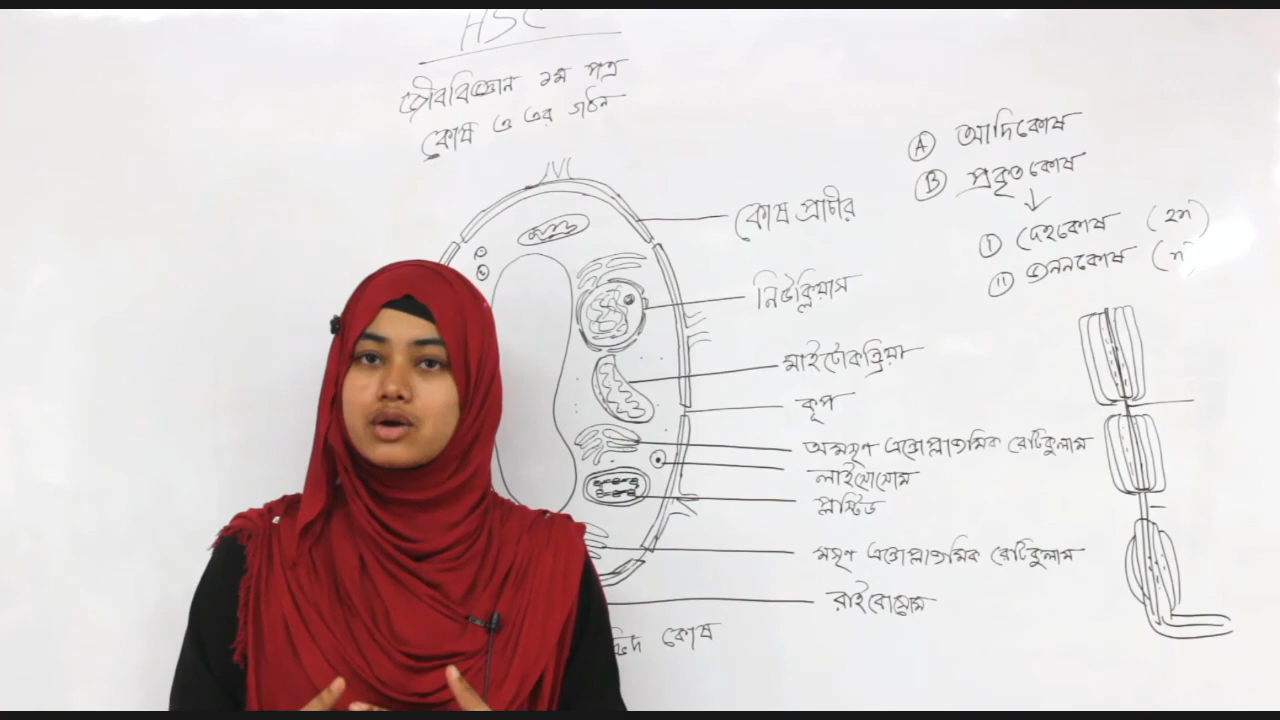 HSC
জীববিজ্ঞান ১ম পত্র
কোষ ও এর গঠন
কোষ প্রাচীর
নিউক্লিয়াস
মাইটোকন্ড্রিয়া
কূপ
অমসৃণ এন্ডোপ্লাজমিক রেটিকুলাম
লাইসোসোম
প্লাস্টিড
মসৃণ এন্ডোপ্লাজমিক রেটিকুলাম
রাইবোসোম
কোষ
Ⓐ আদিকোষ
Ⓑ প্রকৃতকোষ
Ⓘ দেহকোষ (2n)
Ⓘⓘ জননকোষ (n)